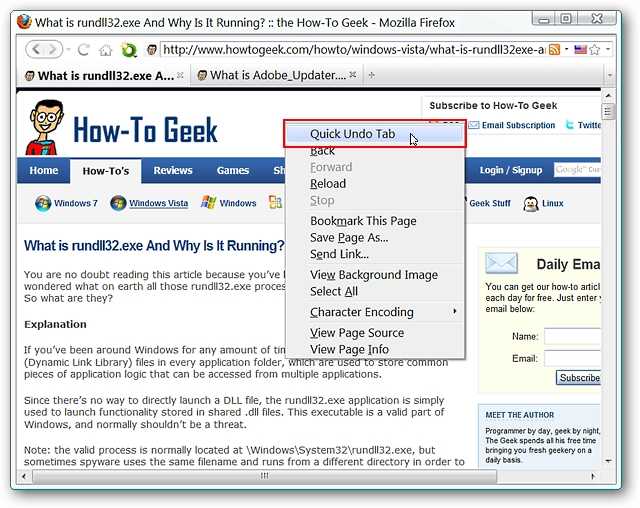 What is rundll32.exe And Why Is It Running? :: the How-To Geek - Mozilla Firefox
http://www.howtogeek.com/howto/windows-vista/what-is-rundll32exe-a
What is rundll32.exe A...
What is Adobe_Updater....
How-To Geek
Subscribe to How-To Geek
Email Subscription
Twitte
Home
How-To's
Reviews
Games
Login / Signup
Google
Windows 7
Windows Vista
Windows
Geek Stuff
Linux
Quick Undo Tab
Back
Forward
Reload
Stop
Bookmark This Page
Save Page As...
Send Link...
View Background Image
Select All
Character Encoding
View Page Source
View Page Info
What is rundll32.exe And Why Is It Running?
You are no doubt reading this article because you've
wondered what on earth all those rundll32.exe proces
So what are they?
Explanation
If you've been around Windows for any amount of tim
(Dynamic Link Library) files in every application folder, which are used to store common
pieces of application logic that can be accessed from multiple applications.
Since there's no way to directly launch a DLL file, the rundll32.exe application is simply
used to launch functionality stored in shared .dll files. This executable is a valid part of
Windows, and normally shouldn't be a threat.
Note: the valid process is normally located at \Windows\System32\rundll32.exe, but
sometimes spyware uses the same filename and runs from a different directory in order to
Daily Ema
You can get our how-to articl
each day for free. Just enter y
email below:
Name:
Email:
Subscribe
MEET THE AUTHOR
Programmer by day, geek by night,
The Geek spends all his free time
bringing you fresh geekery on a
daily basis.